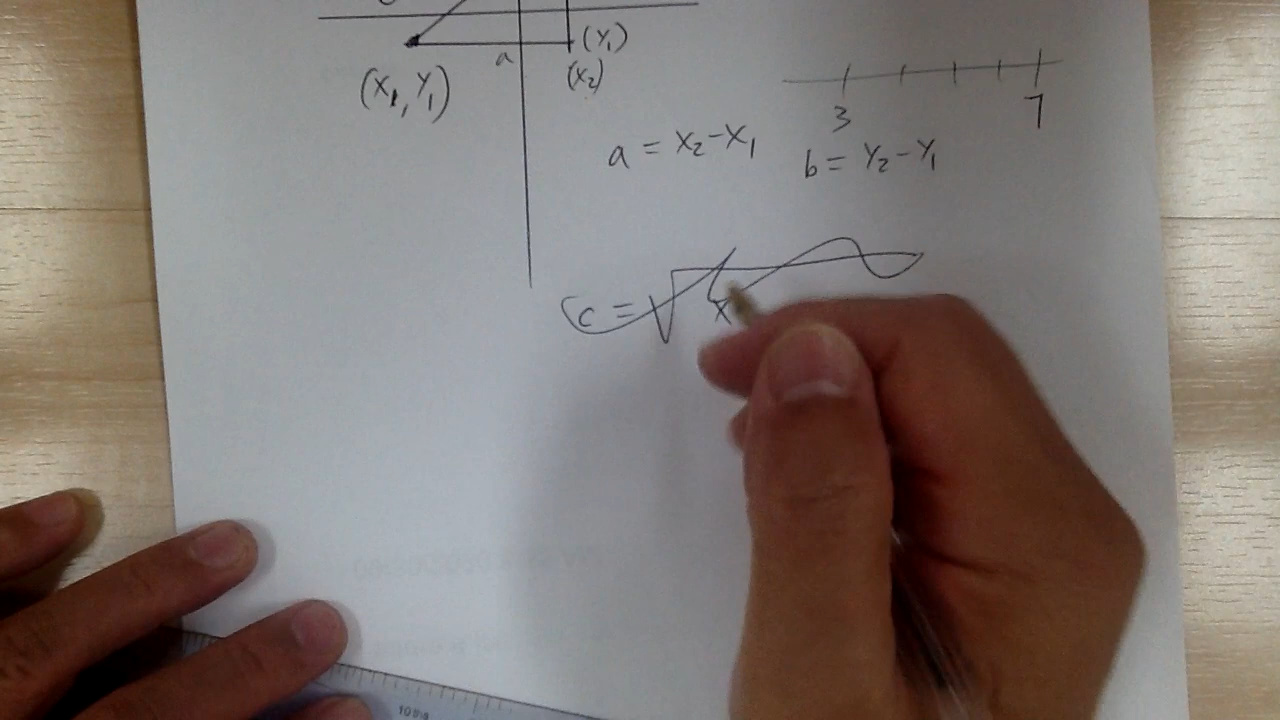 (Y₁)
a
(X₁, Y₁)
(X₂)
3 7
a = X₂-X₁
b = Y₂-Y₁
c = √ x